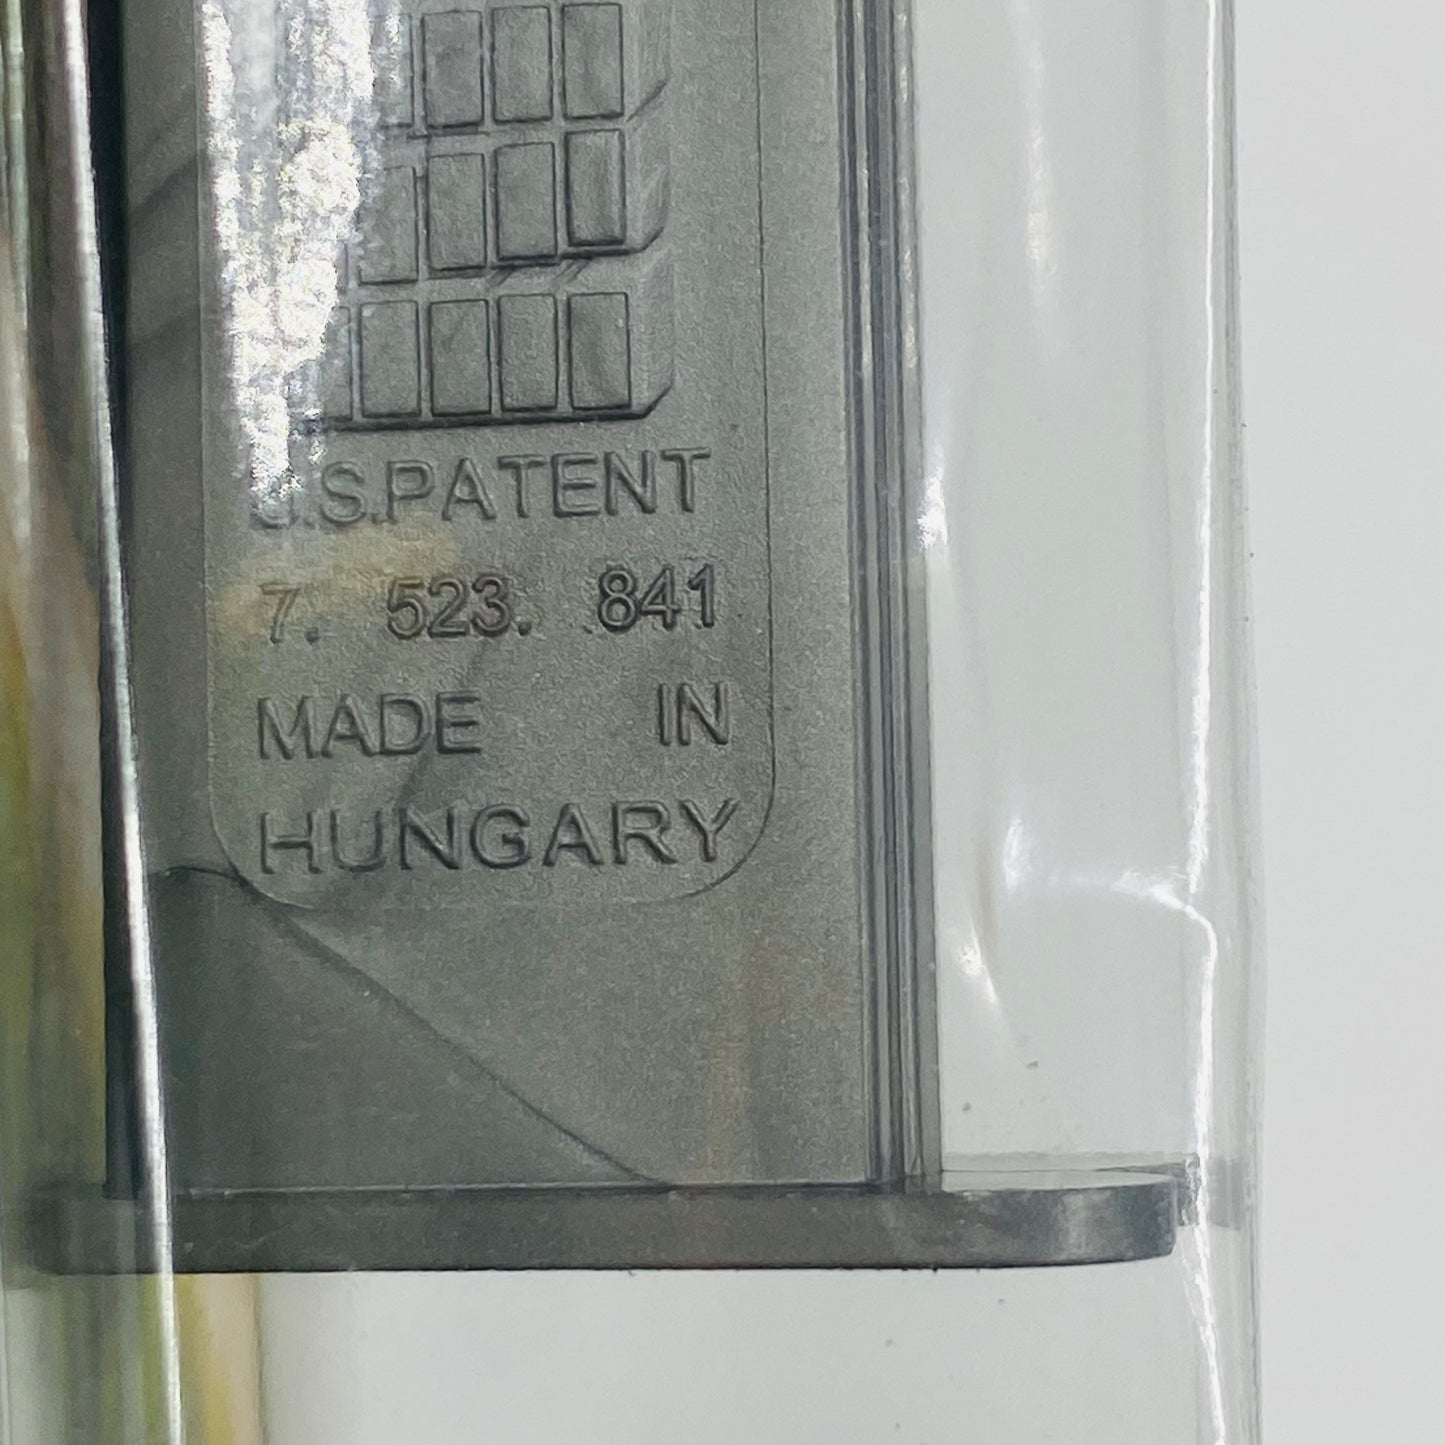 U.S.PATENT
7. 523. 841
MADE IN
HUNGARY